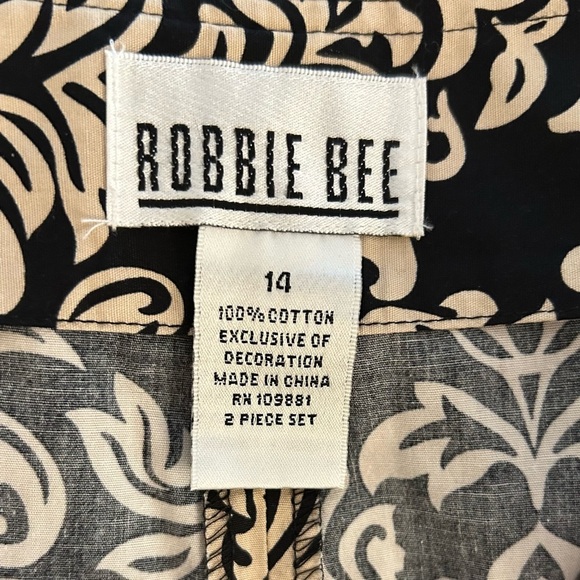 ROBBIE BEE
14
100% COTTON
EXCLUSIVE OF
DECORATION
MADE IN CHINA
RN 109881
2 PIECE SET